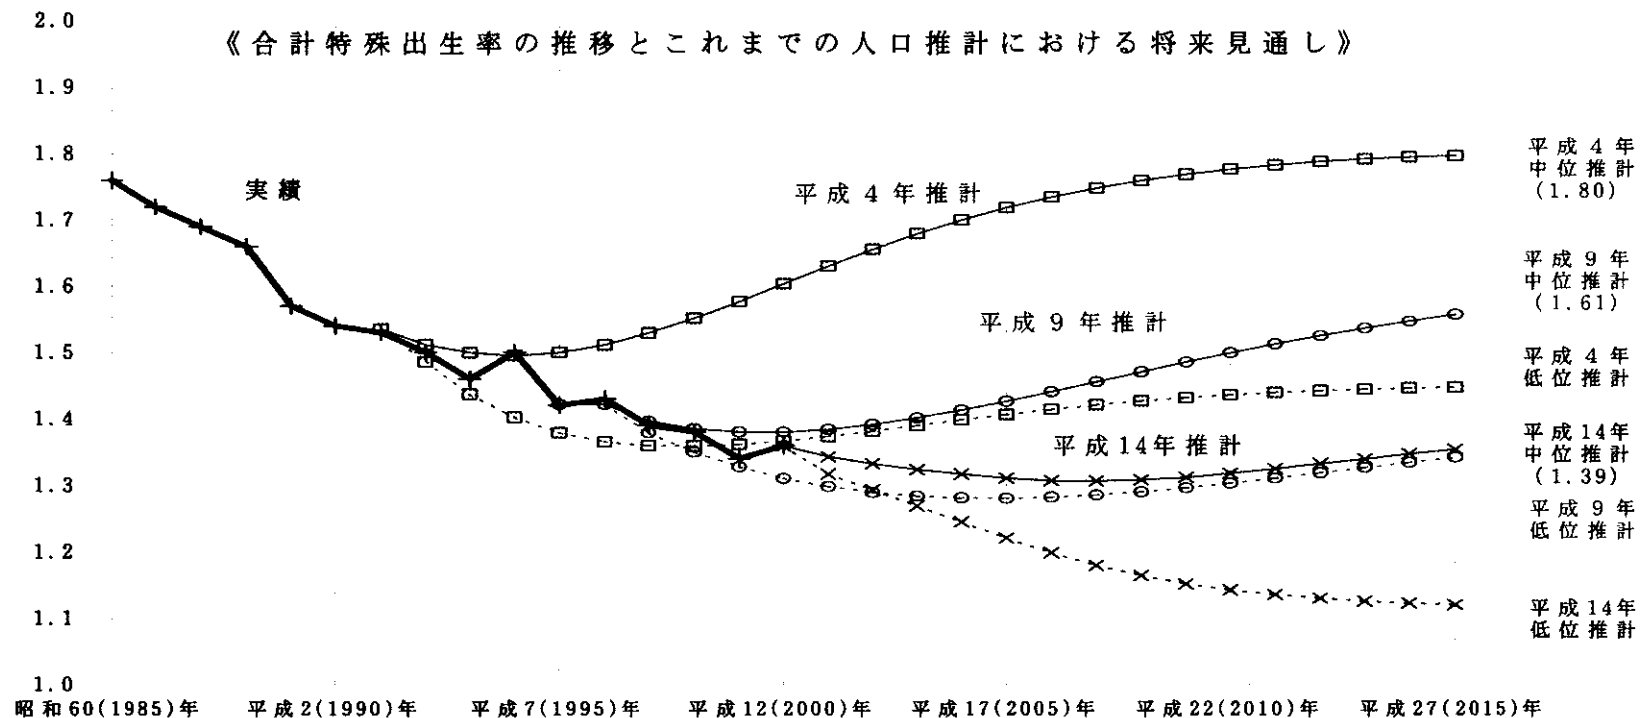 2.0
《合計特殊出生率の推移とこれまでの人口推計における将来見通し》
1.9
1.8
1.7
1.6
1.5
1.4
1.3
1.2
1.1
1.0
実績
平成4年推計
平成9年推計
平成14年推計
平成4年
中位推計
(1.80)
平成9年
中位推計
(1.61)
平成4年
低位推計
平成14年
中位推計
(1.39)
平成9年
低位推計
平成14年
低位推計
昭和60(1985)年 平成2(1990)年 平成7(1995)年 平成12(2000)年 平成17(2005)年 平成22(2010)年 平成27(2015)年